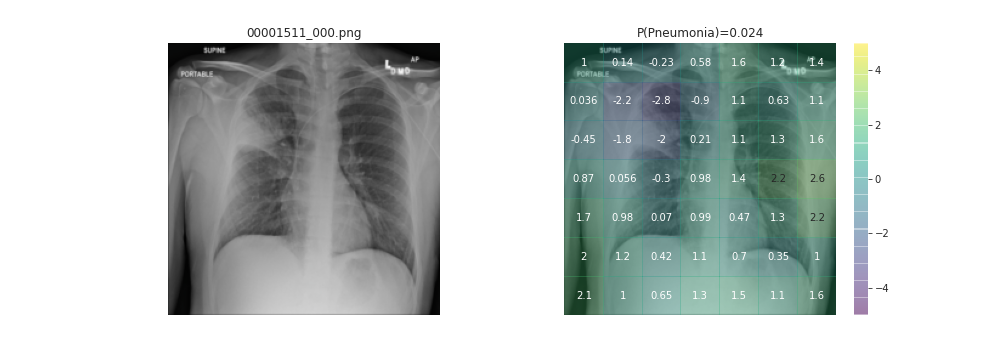 00001511_000.png
P(Pneumonia)=0.024
SUPINE
PORTABLE
L
DMD
AP
SUPINE
PORTABLE
DMD
AP
1 0.14 -0.23 0.58 1.6 1.2 1.4
0.036 -2.2 -2.8 -0.9 1.1 0.63 1.1
-0.45 -1.8 -2 0.21 1.1 1.3 1.6
0.87 0.056 -0.3 0.98 1.4 2.2 2.6
1.7 0.98 0.07 0.99 0.47 1.3 2.2
2 1.2 0.42 1.1 0.7 0.35 1
2.1 1 0.65 1.3 1.5 1.1 1.6
4
2
0
−2
−4